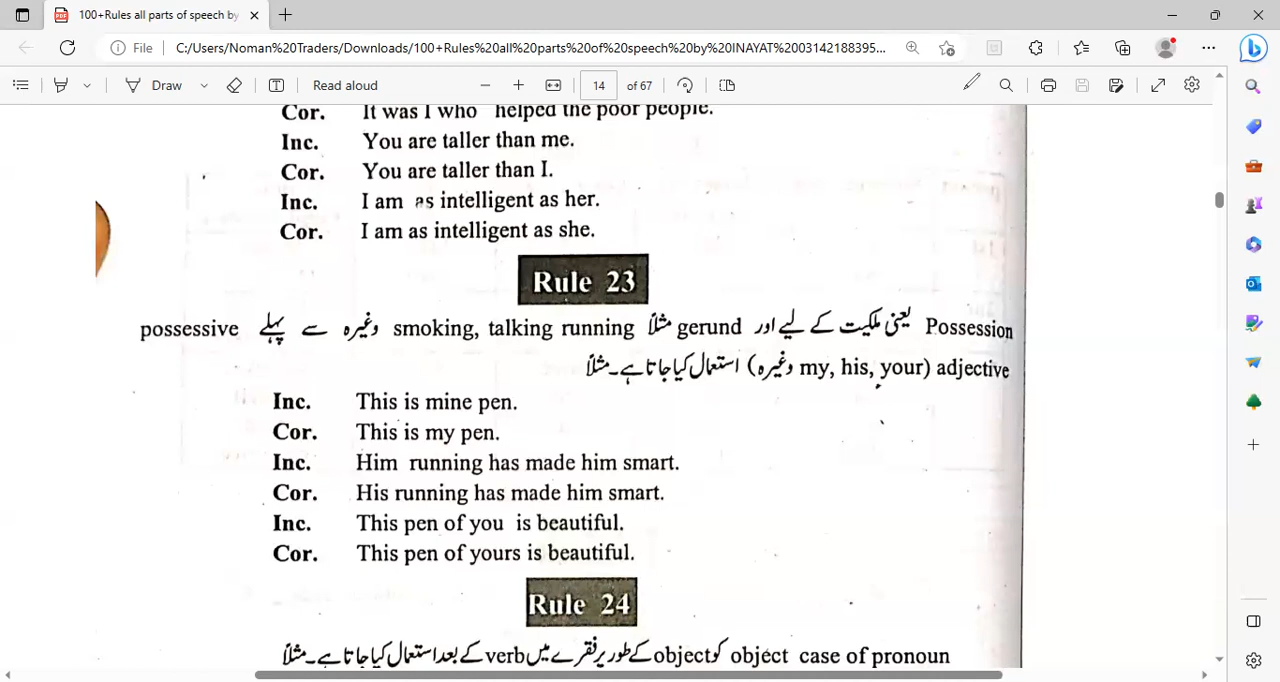 100+Rules all parts of speech by
File C:/Users/Noman%20Traders/Downloads/100+Rules%20all%20parts%20of%20speech%20by%20INAYAT%2003142188395...
Draw Read aloud 14 of 67
Cor. It was I who helped the poor people.
Inc. You are taller than me.
Cor. You are taller than I.
Inc. I am as intelligent as her.
Cor. I am as intelligent as she.
Rule 23
Possession یعنی ملکیت کے لیے اور gerund مثلاً smoking, talking running وغیرہ سے پہلے possessive
adjective (my, his, your وغیرہ) استعمال کیا جاتا ہے۔ مثلاً
Inc. This is mine pen.
Cor. This is my pen.
Inc. Him running has made him smart.
Cor. His running has made him smart.
Inc. This pen of you is beautiful.
Cor. This pen of yours is beautiful.
Rule 24
object case of pronoun کو object کے طور پر فقرے میں verb کے بعد استعمال کیا جاتا ہے۔ مثلاً